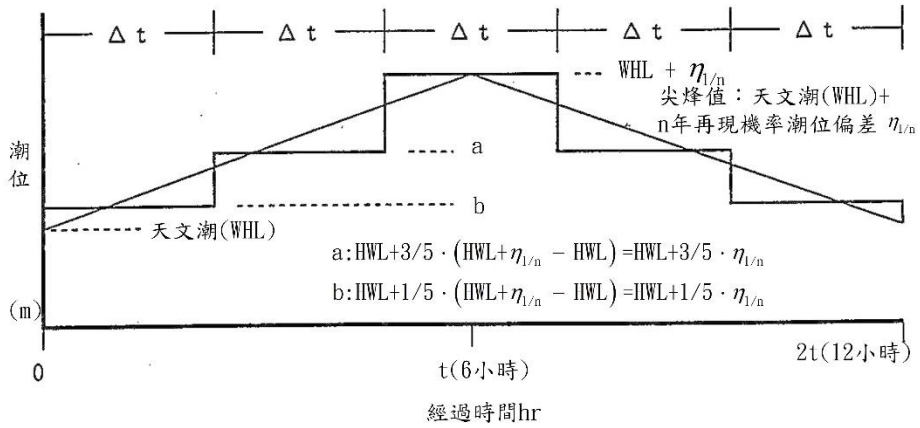 Δt Δt Δt Δt Δt
WHL + η1/n
尖烽值：天文潮(WHL)+
n年再現機率潮位偏差 η1/n
潮
位
a
b
天文潮(WHL)
a:HWL+3/5·(HWL+η1/n − HWL)=HWL+3/5·η1/n
b:HWL+1/5·(HWL+η1/n − HWL)=HWL+1/5·η1/n
(m)
0
t(6小時)
2t(12小時)
經過時間hr